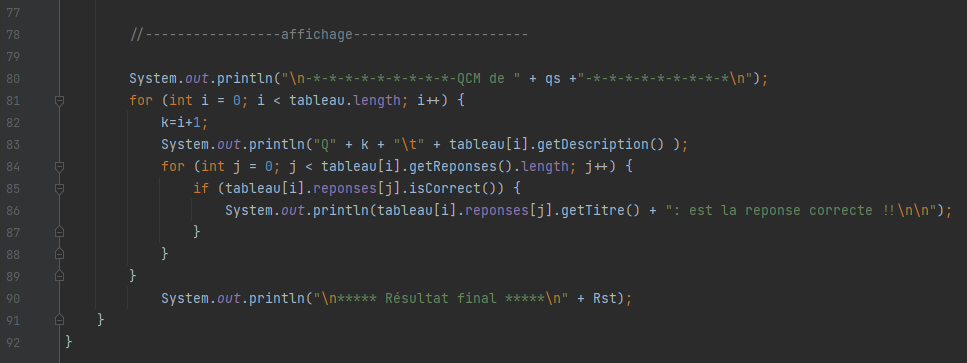 77
78 //-----------------affichage----------------------
79
80 System.out.println("\n-*-*-*-*-*-*-*-*-*-QCM de " + qs +"-*-*-*-*-*-*-*-*-*\n");
81 for (int i = 0; i < tableau.length; i++) {
82 k=i+1;
83 System.out.println("Q" + k + "\t" + tableau[i].getDescription() );
84 for (int j = 0; j < tableau[i].getReponses().length; j++) {
85 if (tableau[i].reponses[j].isCorrect()) {
86 System.out.println(tableau[i].reponses[j].getTitre() + ": est la reponse correcte !!\n\n");
87 }
88 }
89 }
90 System.out.println("\n***** Résultat final *****\n" + Rst);
91 }
92 }